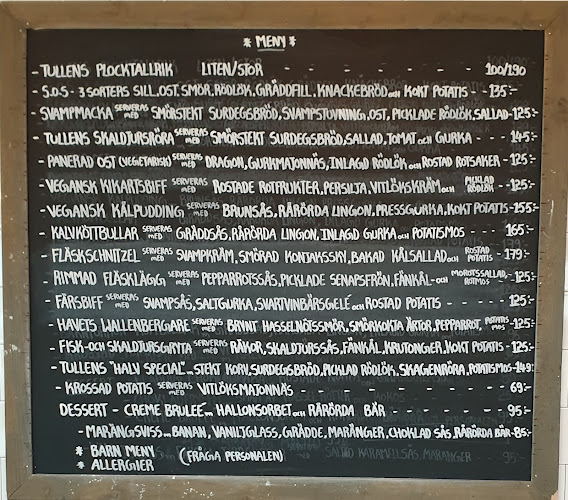 * MENY *
- TULLENS PLOCKTALLRIK LITEN/STOR - - - - - - - - - 100/190
- S.O.S - 3 SORTERS SILL, OST, SMÖR, RÖDLÖK, GRÄDDFILL, KNÄCKEBRÖD och KOKT POTATIS - 135:-
SVAMPMACKA SERVERAS MED SMÖRSTEKT SURDEGSBRÖD, SVAMPSTUVNING, OST, PICKLADE RÖDLÖK, SALLAD - 125:-
- TULLENS SKALDJURSRÖRA SERVERAS MED SMÖRSTEKT SURDEGSBRÖD, SALLAD, TOMAT och GURKA - - - 145:-
- PANERAD OST (VEGETARISK) SERVERAS MED DRAGON, GURKMAJONNÄS, INLAGD RÖDLÖK och ROSTAD ROTSAKER - 125:-
- VEGANSK KIKÄRTSBIFF SERVERAS MED ROSTADE ROTFRUKTER, PERSILJA, VITLÖKSKRÄM och PICKLAD RÖDLÖK - 125:-
- VEGANSK KÅLPUDDING SERVERAS MED BRUNSÅS, RÅRÖRDA LINGON, PRESSGURKA, KOKT POTATIS - 155:-
- KALVKÖTTBULLAR SERVERAS MED GRÄDDSÅS, RÅRÖRDA LINGON, INLAGD GURKA och POTATISMOS - - 165:-
- FLÄSKSCHNITZEL SERVERAS MED SVAMPKRÄM, SMÖRAD KONJAKSSKY, BAKAD KÅLSALLAD och ROSTAD POTATIS - 179:-
- RIMMAD FLÄSKLÄGG SERVERAS MED PEPPARROTSSÅS, PICKLADE SENAPSFRÖN, FÄNKÅL- och MOROTSSALLAD, ROTMOS - 125:-
- FÄRSBIFF SERVERAS MED SVAMPSÅS, SALTGURKA, SVARTVINBÄRSGELE och ROSTAD POTATIS - - - 125:-
- HAVETS WALLENBERGARE SERVERAS MED BRYNT HASSELNÖTSSMÖR, SMÖRKOKTA ÄRTOR, PEPPARROT, POTATISMOS - 125:-
- FISK- och SKALDJURSGRYTA SERVERAS MED RÄKOR, SKALDJURSSÅS, FÄNKÅL, KRUTONGIER, KOKT POTATIS - 125:-
- TULLENS "HALV SPECIAL" ... STEKT KORV, SURDEGSBRÖD, PICKLAD RÖDLÖK, SKAGENRÖRA, POTATISMOS - 149:-
- KROSSAD POTATIS SERVERAS MED VITLÖKSMAJONNÄS - - - - - - - - 69:-
DESSERT - CREME BRULEE ... HALLONSORBET och RÅRÖRDA BÄR - - - - - - 95:-
- MARÄNGSVISS ... BANAN, VANILJGLASS, GRÄDDE, MARÄNGER, CHOKLAD SÅS, RÅRÖRDA BÄR - 85:-
* BARN MENY (FRÅGA PERSONALEN)
* ALLERGIER